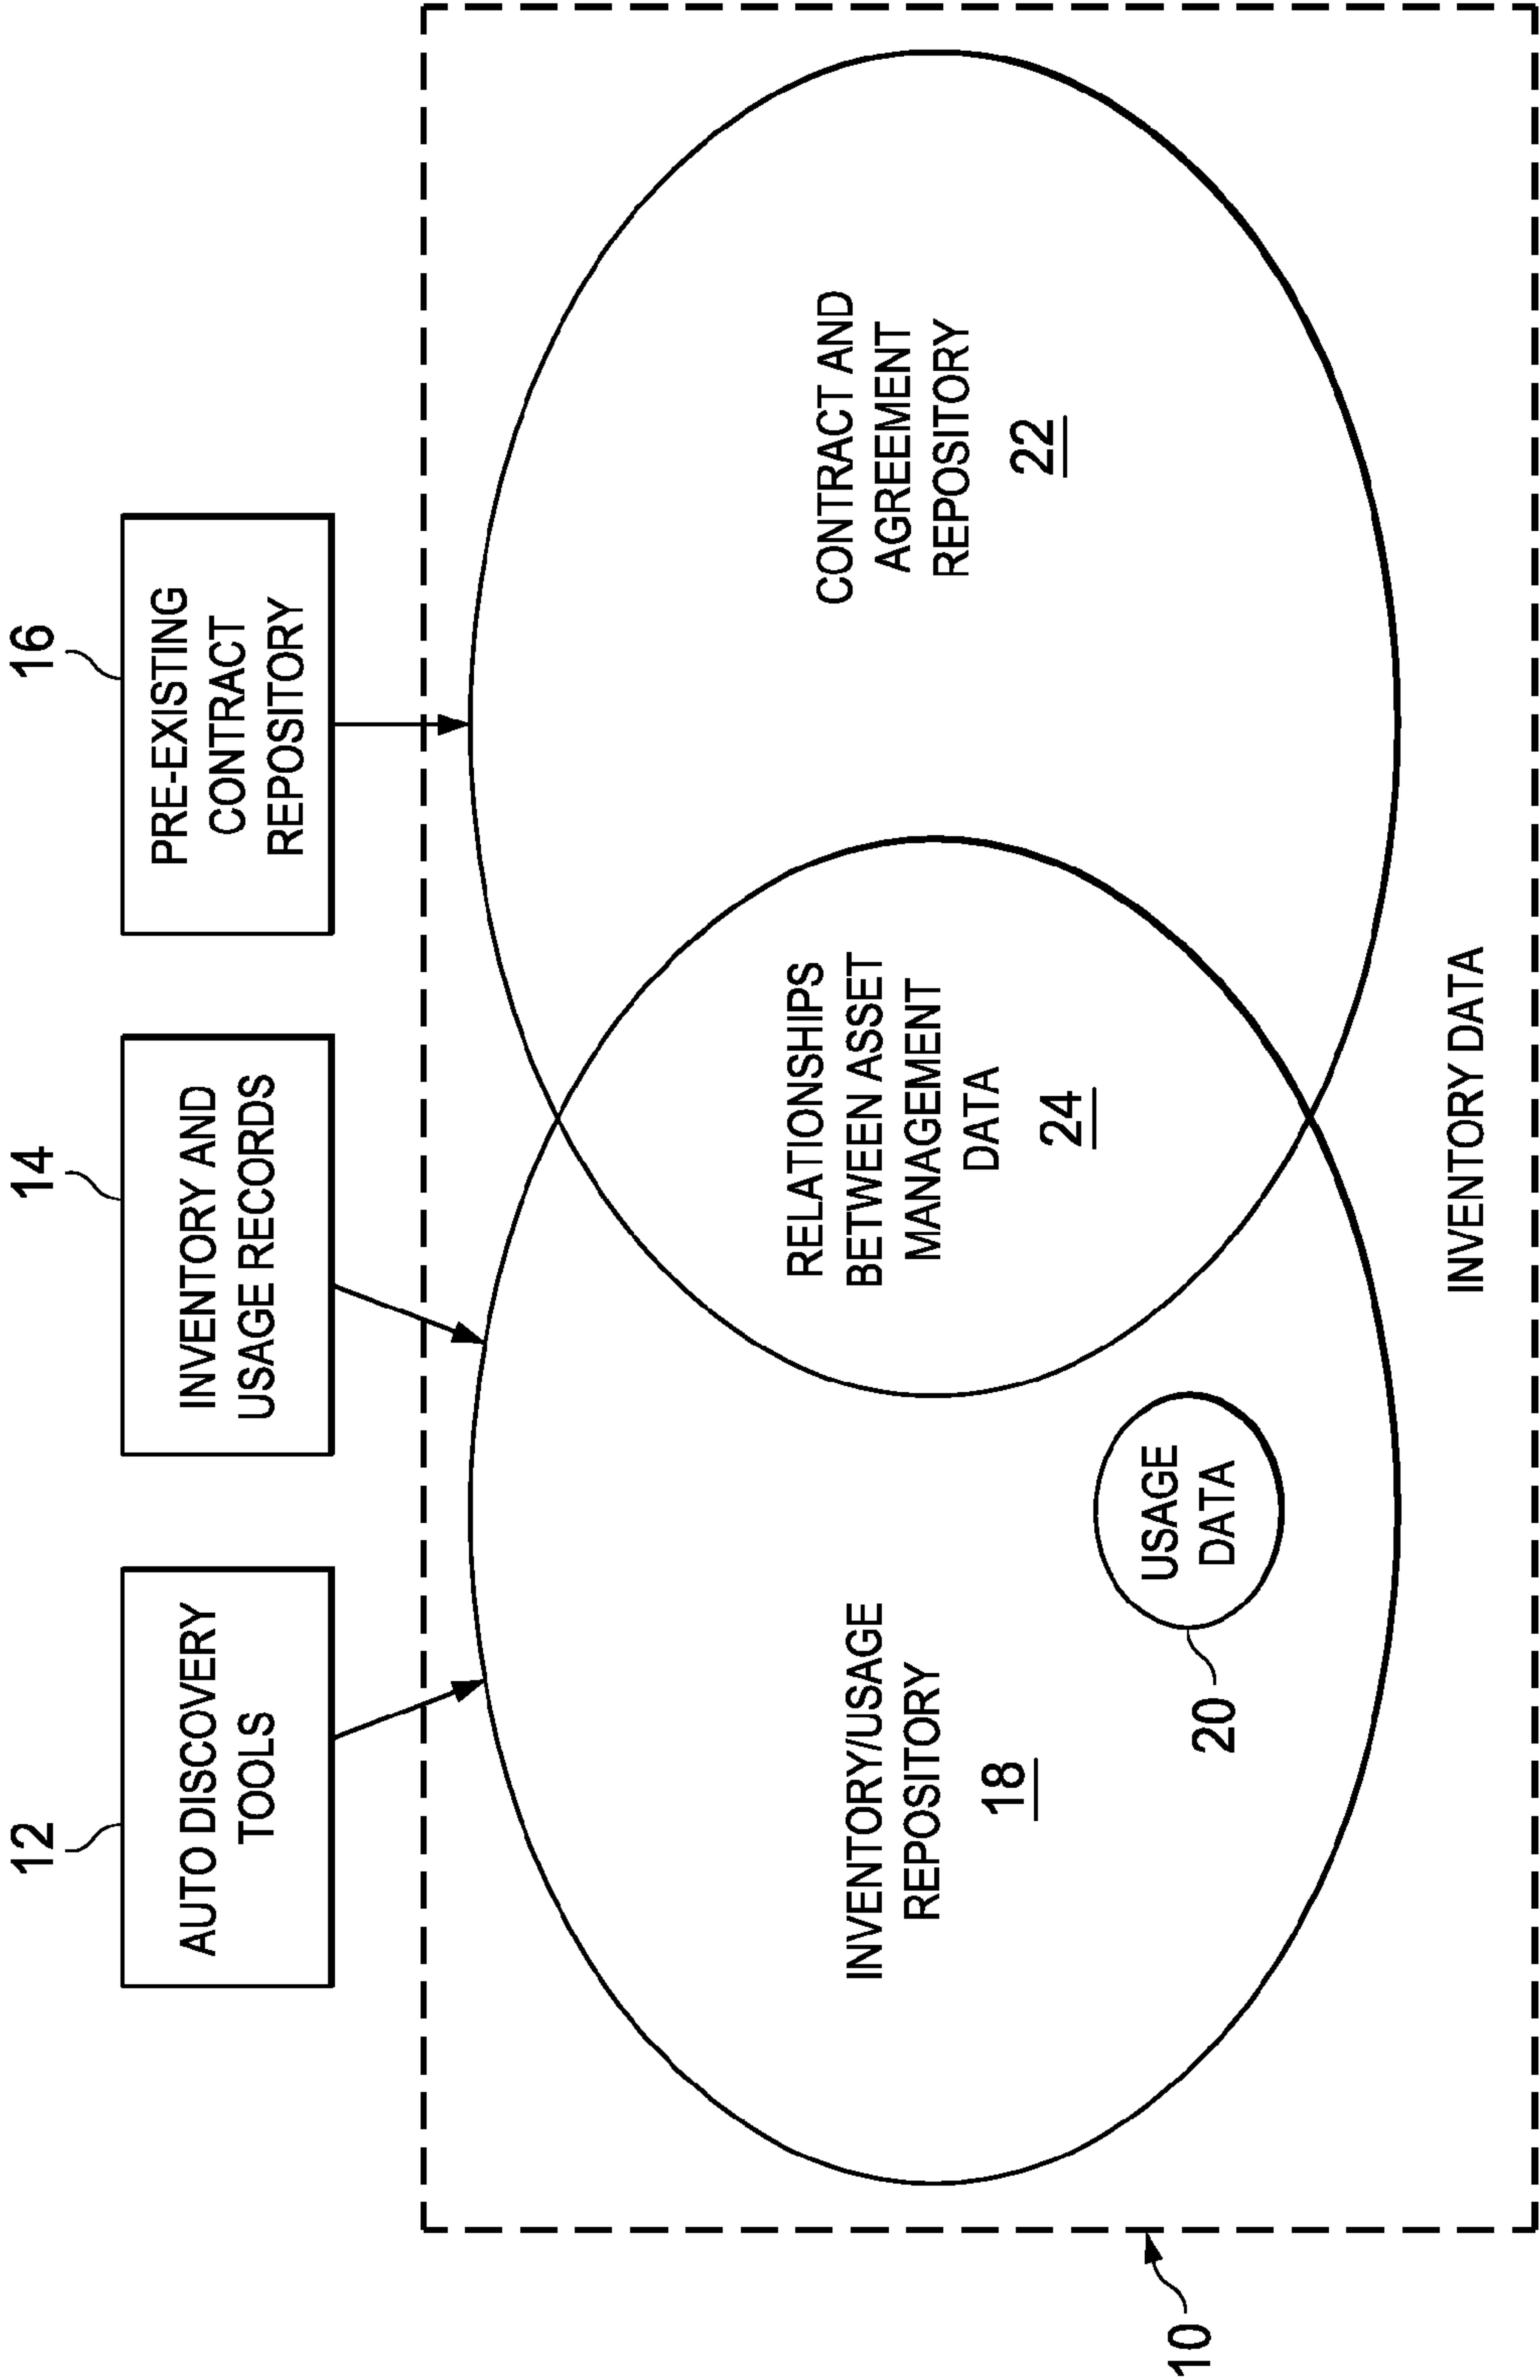 12
AUTO DISCOVERY
TOOLS
14
INVENTORY AND
USAGE RECORDS
16
PRE-EXISTING
CONTRACT
REPOSITORY
INVENTORY/USAGE
REPOSITORY
18
USAGE
DATA
20
RELATIONSHIPS
BETWEEN ASSET
MANAGEMENT
DATA
24
CONTRACT AND
AGREEMENT
REPOSITORY
22
INVENTORY DATA
10